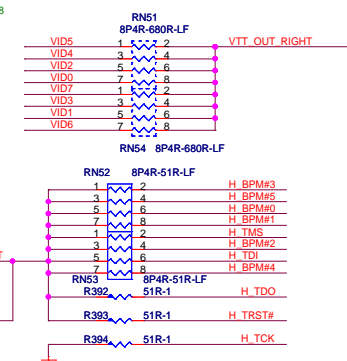 8
RN51
8P4R-680R-LF
VID5 1 2 VTT_OUT_RIGHT
VID4 3 4
VID2 5 6
VID0 7 8
VID7 1 2
VID3 3 4
VID1 5 6
VID6 7 8
RN54 8P4R-680R-LF
RN52 8P4R-51R-LF
1 2 H_BPM#3
3 4 H_BPM#5
5 6 H_BPM#0
7 8 H_BPM#1
1 2 H_TMS
3 4 H_BPM#2
5 6 H_TDI
7 8 H_BPM#4
RN53 8P4R-51R-LF
R392 51R-1 H_TDO
R393 51R-1 H_TRST#
R394 51R-1 H_TCK